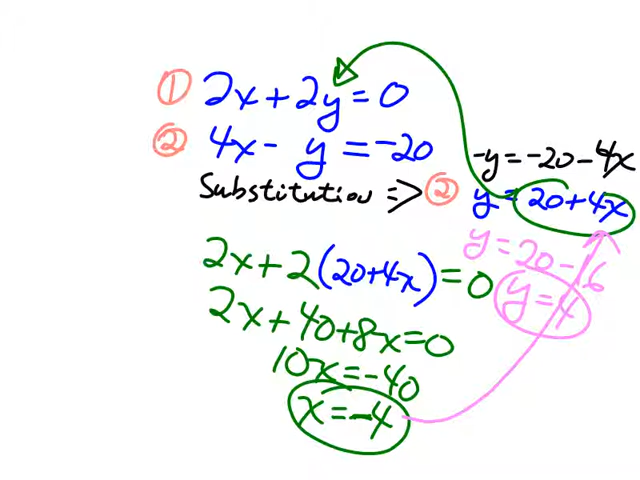 ① 2x + 2y = 0
② 4x - y = -20
-y = -20 - 4x
Substitution => ② y = 20 + 4x
y = 20 - 16
y = 4
2x + 2(20+4x) = 0
2x + 40 + 8x = 0
10x = -40
x = -4